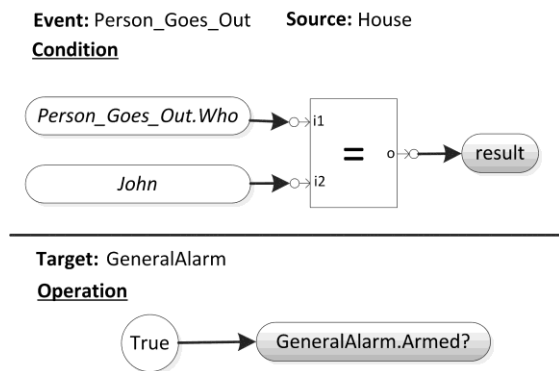 Event: Person_Goes_Out Source: House
Condition
Person_Goes_Out.Who
i1
=
o
result
John
i2
Target: GeneralAlarm
Operation
True
GeneralAlarm.Armed?